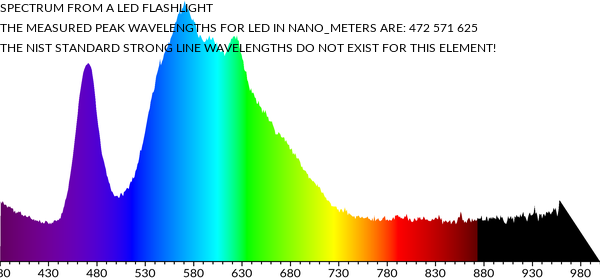 SPECTRUM FROM A LED FLASHLIGHT
THE MEASURED PEAK WAVELENGTHS FOR LED IN NANO_METERS ARE: 472 571 625
THE NIST STANDARD STRONG LINE WAVELENGTHS DO NOT EXIST FOR THIS ELEMENT!
80 430 480 530 580 630 680 730 780 830 880 930 980